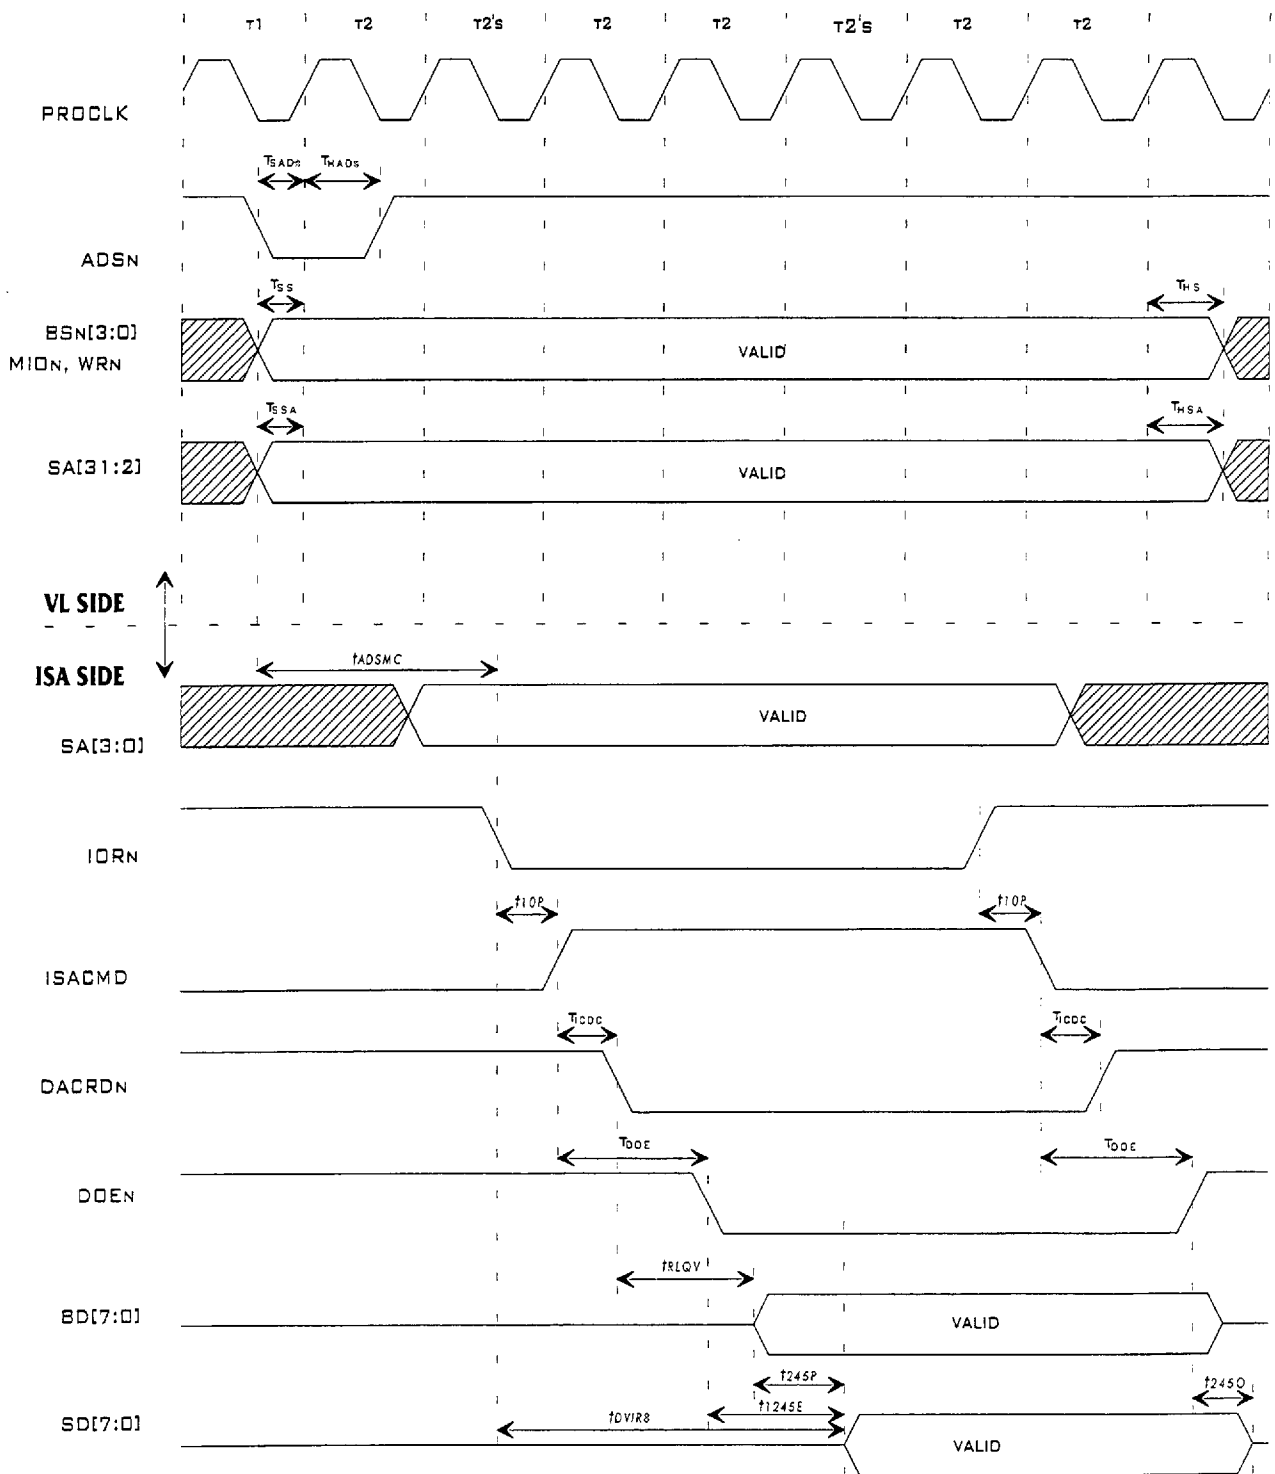 T1 T2 T2'S T2 T2 T2'S T2 T2
PROCLK
TSADS THADS
ADSN
TSS THS
BSN[3:0]
MION, WRN
VALID
TSSA THSA
SA[31:2]
VALID
VL SIDE
tADSMC
ISA SIDE
SA[3:0]
VALID
IORN
tIOP tIOP
ISACMD
TICDC TICDC
DACRDN
TDOE TDOE
DOEN
tRLQV
BD[7:0]
VALID
t245P t245O
t1245E
tDVIR8
SD[7:0]
VALID